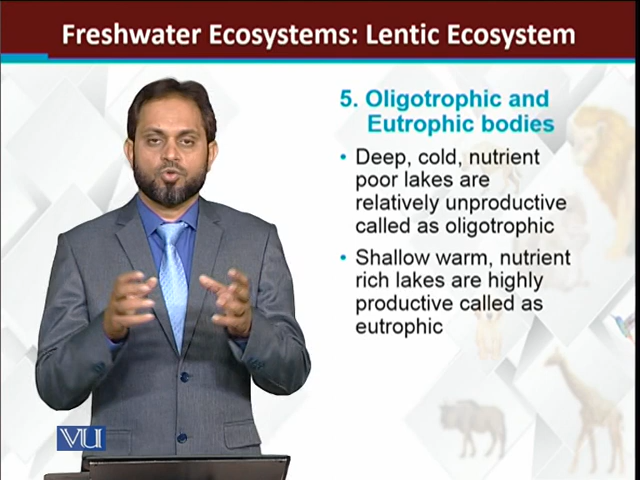 Freshwater Ecosystems: Lentic Ecosystem
5. Oligotrophic and
Eutrophic bodies
• Deep, cold, nutrient
poor lakes are
relatively unproductive
called as oligotrophic
• Shallow warm, nutrient
rich lakes are highly
productive called as
eutrophic
VU